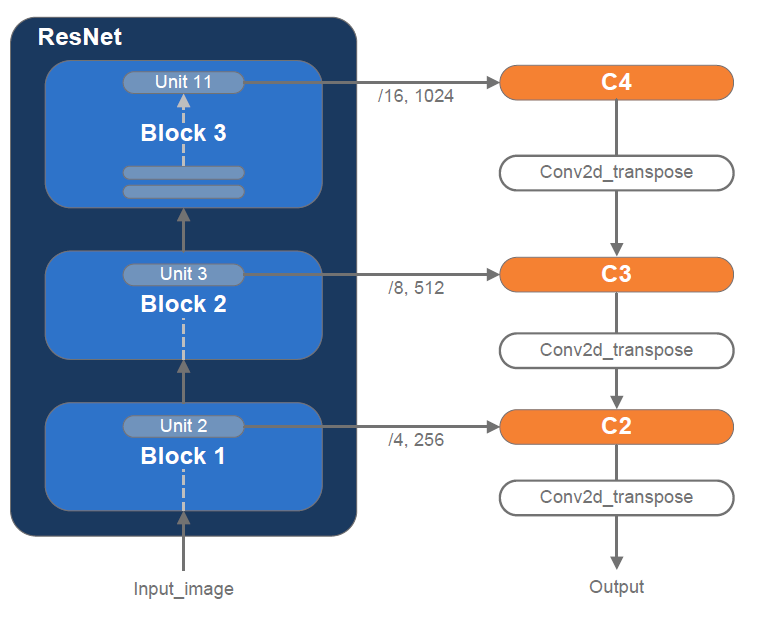 ResNet
Unit 11
Block 3
/16, 1024
C4
Conv2d_transpose
Unit 3
Block 2
/8, 512
C3
Conv2d_transpose
Unit 2
Block 1
/4, 256
C2
Conv2d_transpose
Input_image
Output